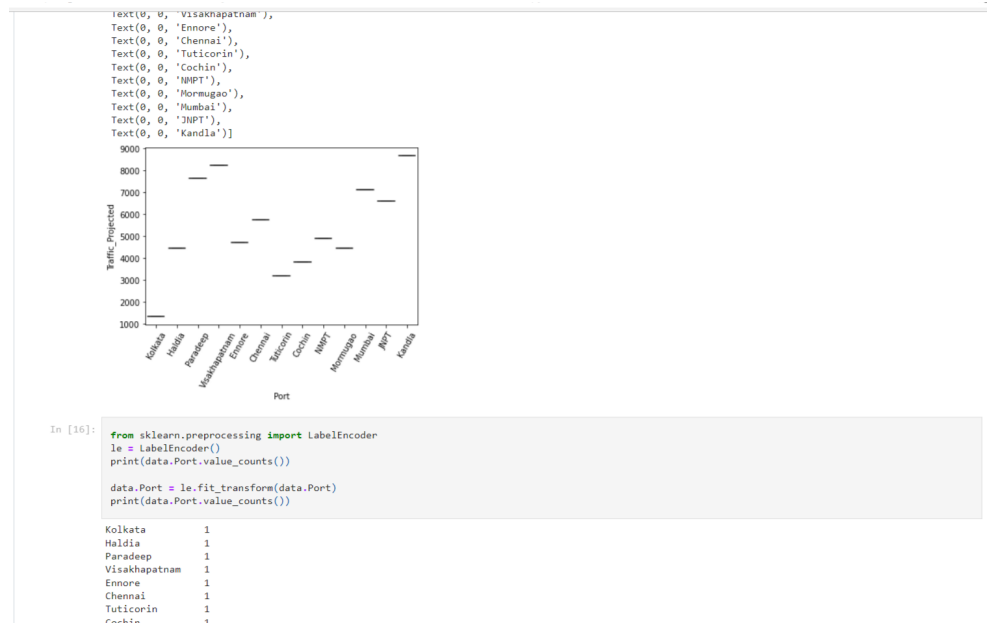 Text(0, 0, 'Visakhapatnam'),
Text(0, 0, 'Ennore'),
Text(0, 0, 'Chennai'),
Text(0, 0, 'Tuticorin'),
Text(0, 0, 'Cochin'),
Text(0, 0, 'NMPT'),
Text(0, 0, 'Mormugao'),
Text(0, 0, 'Mumbai'),
Text(0, 0, 'JNPT'),
Text(0, 0, 'Kandla')]
9000
8000
7000
6000
5000
4000
3000
2000
1000
Traffic_Projected
Kolkata
Haldia
Paradeep
Visakhapatnam
Ennore
Chennai
Tuticorin
Cochin
NMPT
Mormugao
Mumbai
JNPT
Kandla
Port
In [16]:
from sklearn.preprocessing import LabelEncoder
le = LabelEncoder()
print(data.Port.value_counts())
data.Port = le.fit_transform(data.Port)
print(data.Port.value_counts())
Kolkata 1
Haldia 1
Paradeep 1
Visakhapatnam 1
Ennore 1
Chennai 1
Tuticorin 1
Cochin 1